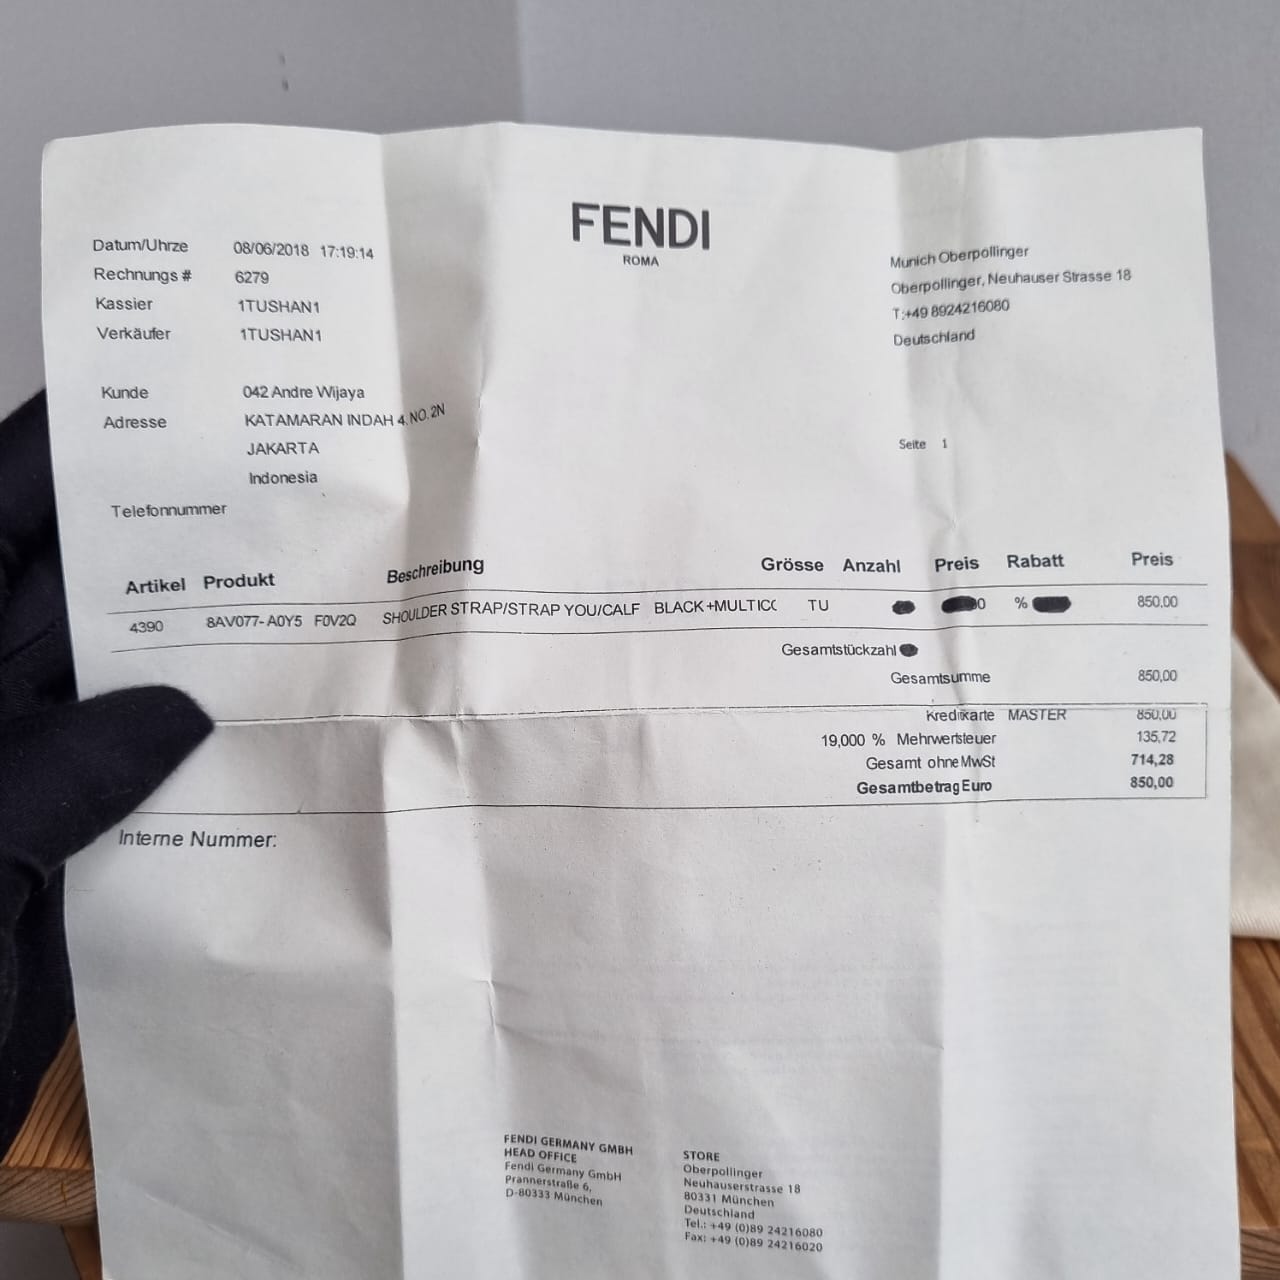 FENDI
ROMA
Datum/Uhrze 08/06/2018 17:19:14
Rechnungs # 6279
Kassier 1TUSHAN1
Verkäufer 1TUSHAN1
Munich Oberpollinger
Oberpollinger, Neuhauser Strasse 18
T:+49 8924216080
Deutschland
Kunde 042 Andre Wijaya
Adresse KATAMARAN INDAH 4, NO. 2N
JAKARTA
Indonesia
Telefonnummer
Seite 1
Artikel Produkt Beschreibung Grösse Anzahl Preis Rabatt Preis
4390 8AV077- A0Y5 F0V2Q SHOULDER STRAP/STRAP YOU/CALF BLACK+MULTICC TU 0 % 850,00
Gesamtstückzahl
Gesamtsumme 850,00
Kreditkarte MASTER 850,00
19,000 % Mehrwertsteuer 135,72
Gesamt ohne MwSt 714,28
Gesamtbetrag Euro 850,00
Interne Nummer:
FENDI GERMANY GMBH
HEAD OFFICE
Fendi Germany GmbH
Prannerstraße 6,
D-80333 München
STORE
Oberpollinger
Neuhauserstrasse 18
80331 München
Deutschland
Tel.: +49 (0)89 24216080
Fax: +49 (0)89 24216020